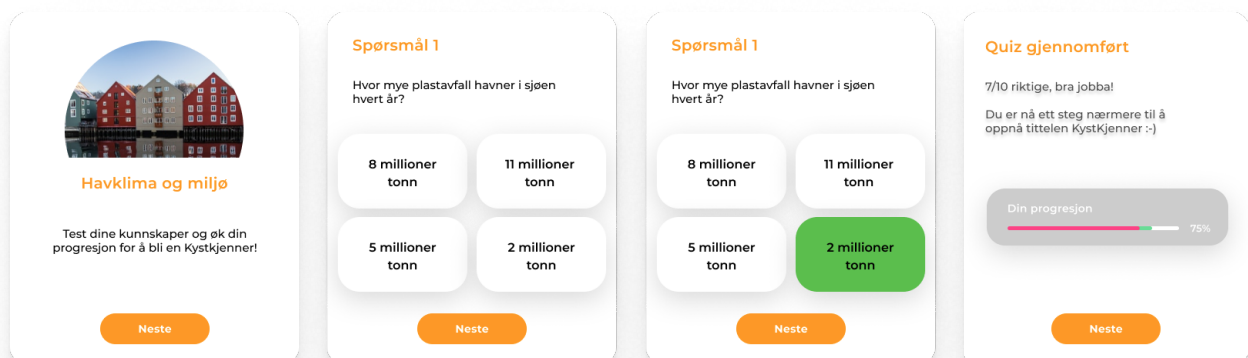 Havklima og miljø
Test dine kunnskaper og øk din
progresjon for å bli en Kystkjenner!
Neste
Spørsmål 1
Hvor mye plastavfall havner i sjøen
hvert år?
8 millioner
tonn
11 millioner
tonn
5 millioner
tonn
2 millioner
tonn
Neste
Spørsmål 1
Hvor mye plastavfall havner i sjøen
hvert år?
8 millioner
tonn
11 millioner
tonn
5 millioner
tonn
2 millioner
tonn
Neste
Quiz gjennomført
7/10 riktige, bra jobba!
Du er nå ett steg nærmere til å
oppnå tittelen KystKjenner :-)
Din progresjon
75%
Neste